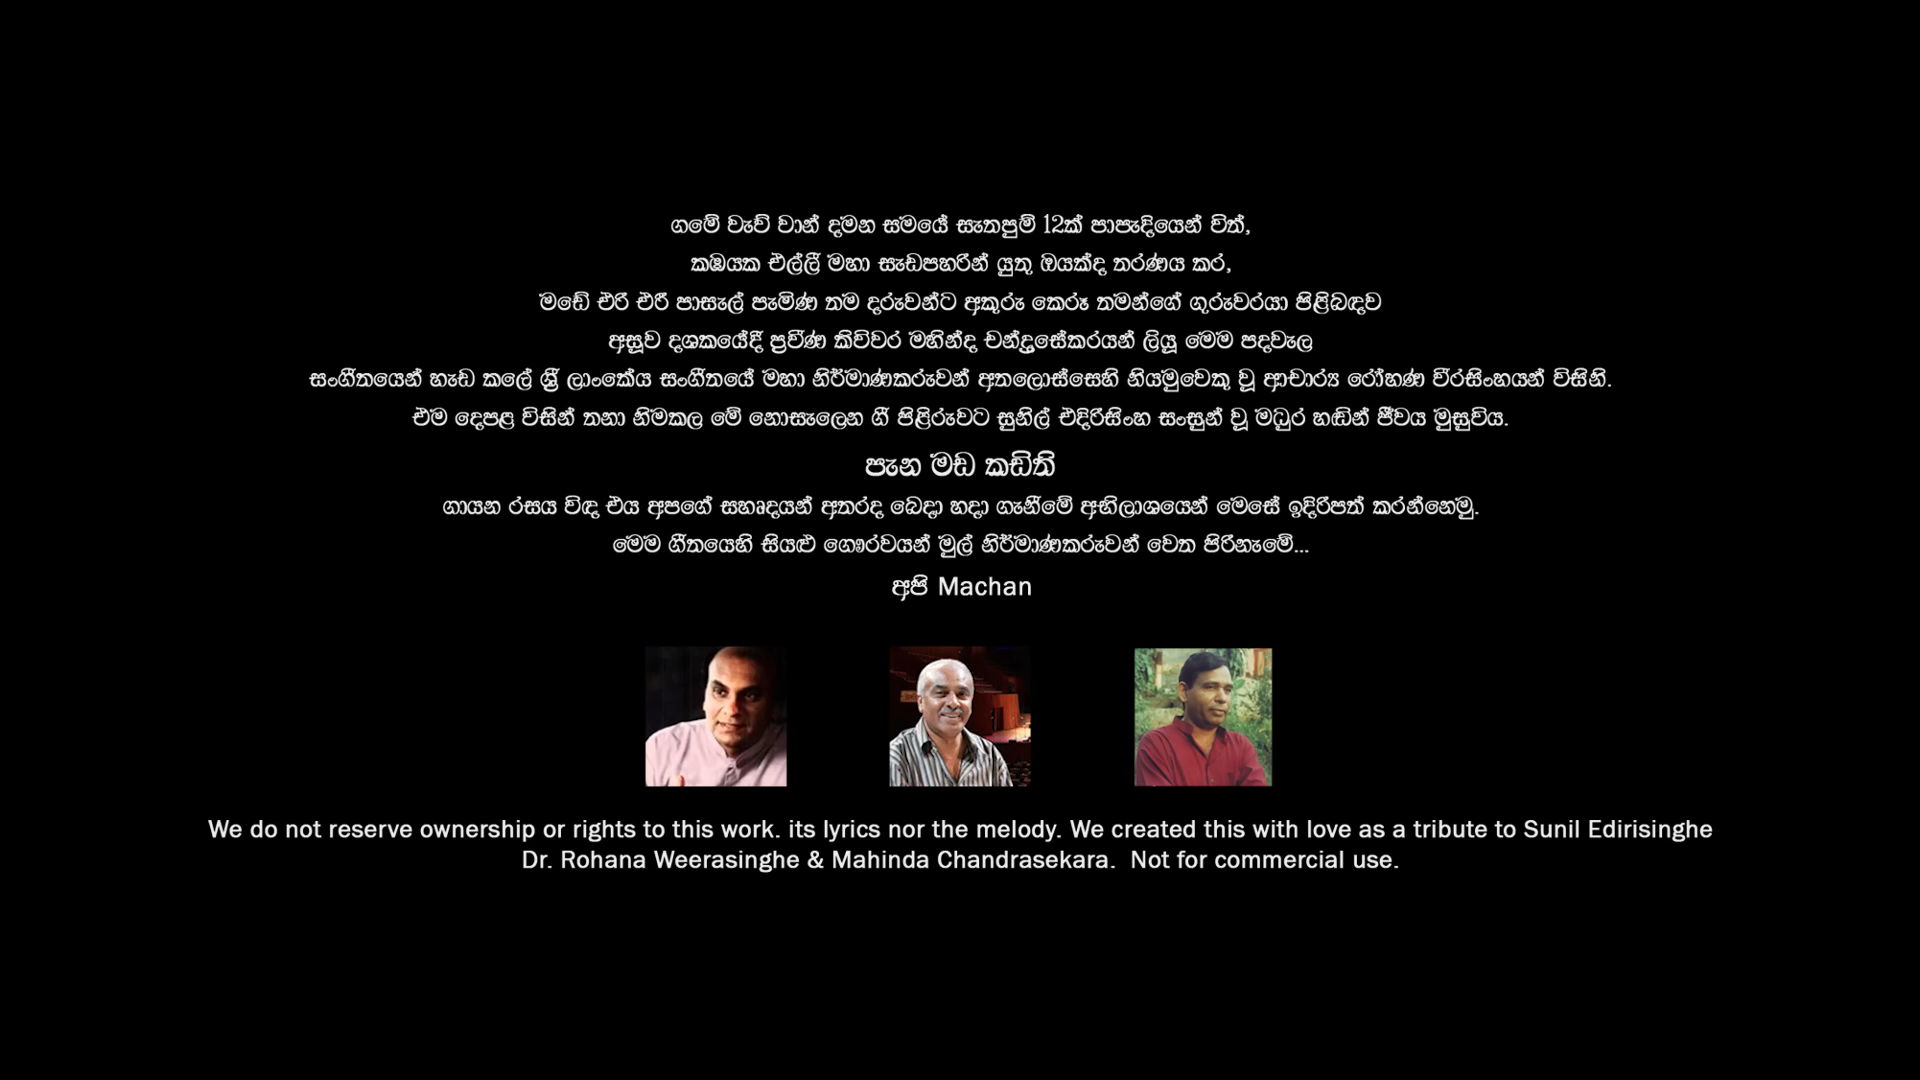 ගමේ වැව් වාන් දමන සමයේ සැතපුම් 12ක් පාපැදියෙන් විත්,
කඹයක එල්ලී මහා සැඩපහරින් යුතු ඔයක්ද තරණය කර,
මඩේ එරී එරී පාසැල් පැමිණ තම දරුවන්ට අකුරු කෙරූ තමන්ගේ ගුරුවරයා පිළිබඳව
අසූව දශකයේදී ප්‍රවීණ කිවිවර මහින්ද චන්ද්‍රසේකරයන් ලියූ මෙම පදවැල
සංගීතයෙන් හැඩ කලේ ශ්‍රී ලාංකේය සංගීතයේ මහා නිර්මාණකරුවන් අතලොස්සෙහි නියමුවෙකු වූ ආචාර්‍ය රෝහණ වීරසිංහයන් විසිනි.
එම දෙපළ විසින් තනා නිමකල මේ නොසැලෙන ගී පිළිරුවට සුනිල් එදිරිසිංහ සංසුන් වූ මධුර හඬින් ජීවය මුසුවිය.
පෑන මඩ කඩිති
ගායන රසය විඳ එය අපගේ සහෘදයන් අතරද බෙදා හදා ගැනීමේ අභිලාශයෙන් මෙසේ ඉදිරිපත් කරන්නෙමු.
මෙම ගීතයෙහි සියළු ගෞරවයන් මුල් නිර්මාණකරුවන් වෙත පිරිනැමේ...
අපි Machan
We do not reserve ownership or rights to this work. its lyrics nor the melody. We created this with love as a tribute to Sunil Edirisinghe
Dr. Rohana Weerasinghe & Mahinda Chandrasekara. Not for commercial use.